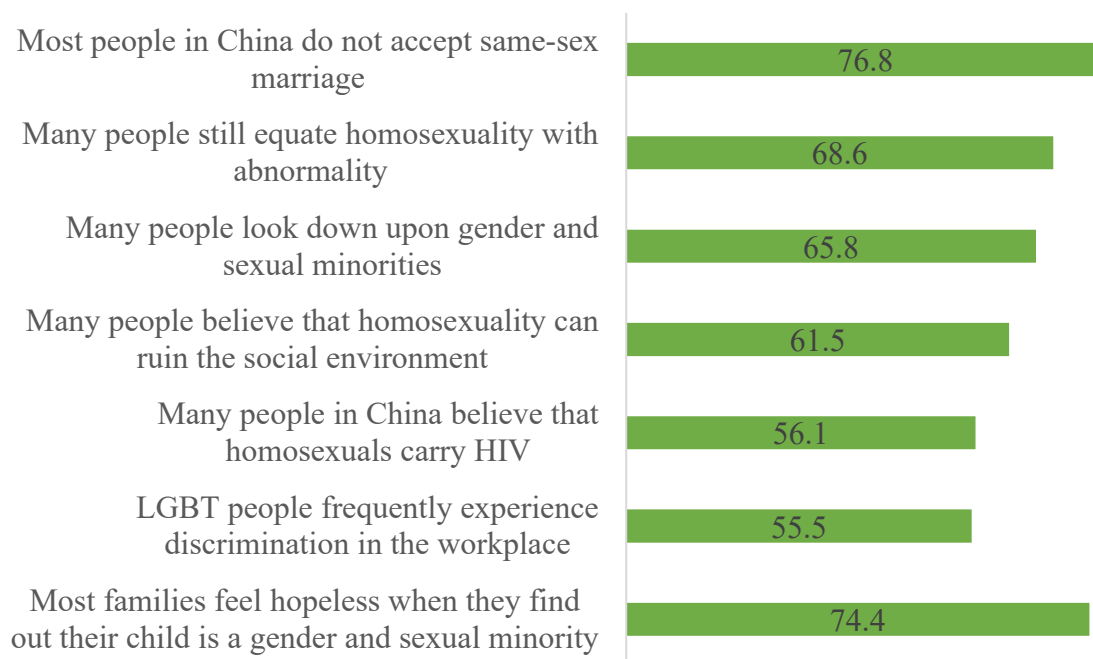 Most people in China do not accept same-sex
marriage
76.8
Many people still equate homosexuality with
abnormality
68.6
Many people look down upon gender and
sexual minorities
65.8
Many people believe that homosexuality can
ruin the social environment
61.5
Many people in China believe that
homosexuals carry HIV
56.1
LGBT people frequently experience
discrimination in the workplace
55.5
Most families feel hopeless when they find
out their child is a gender and sexual minority
74.4